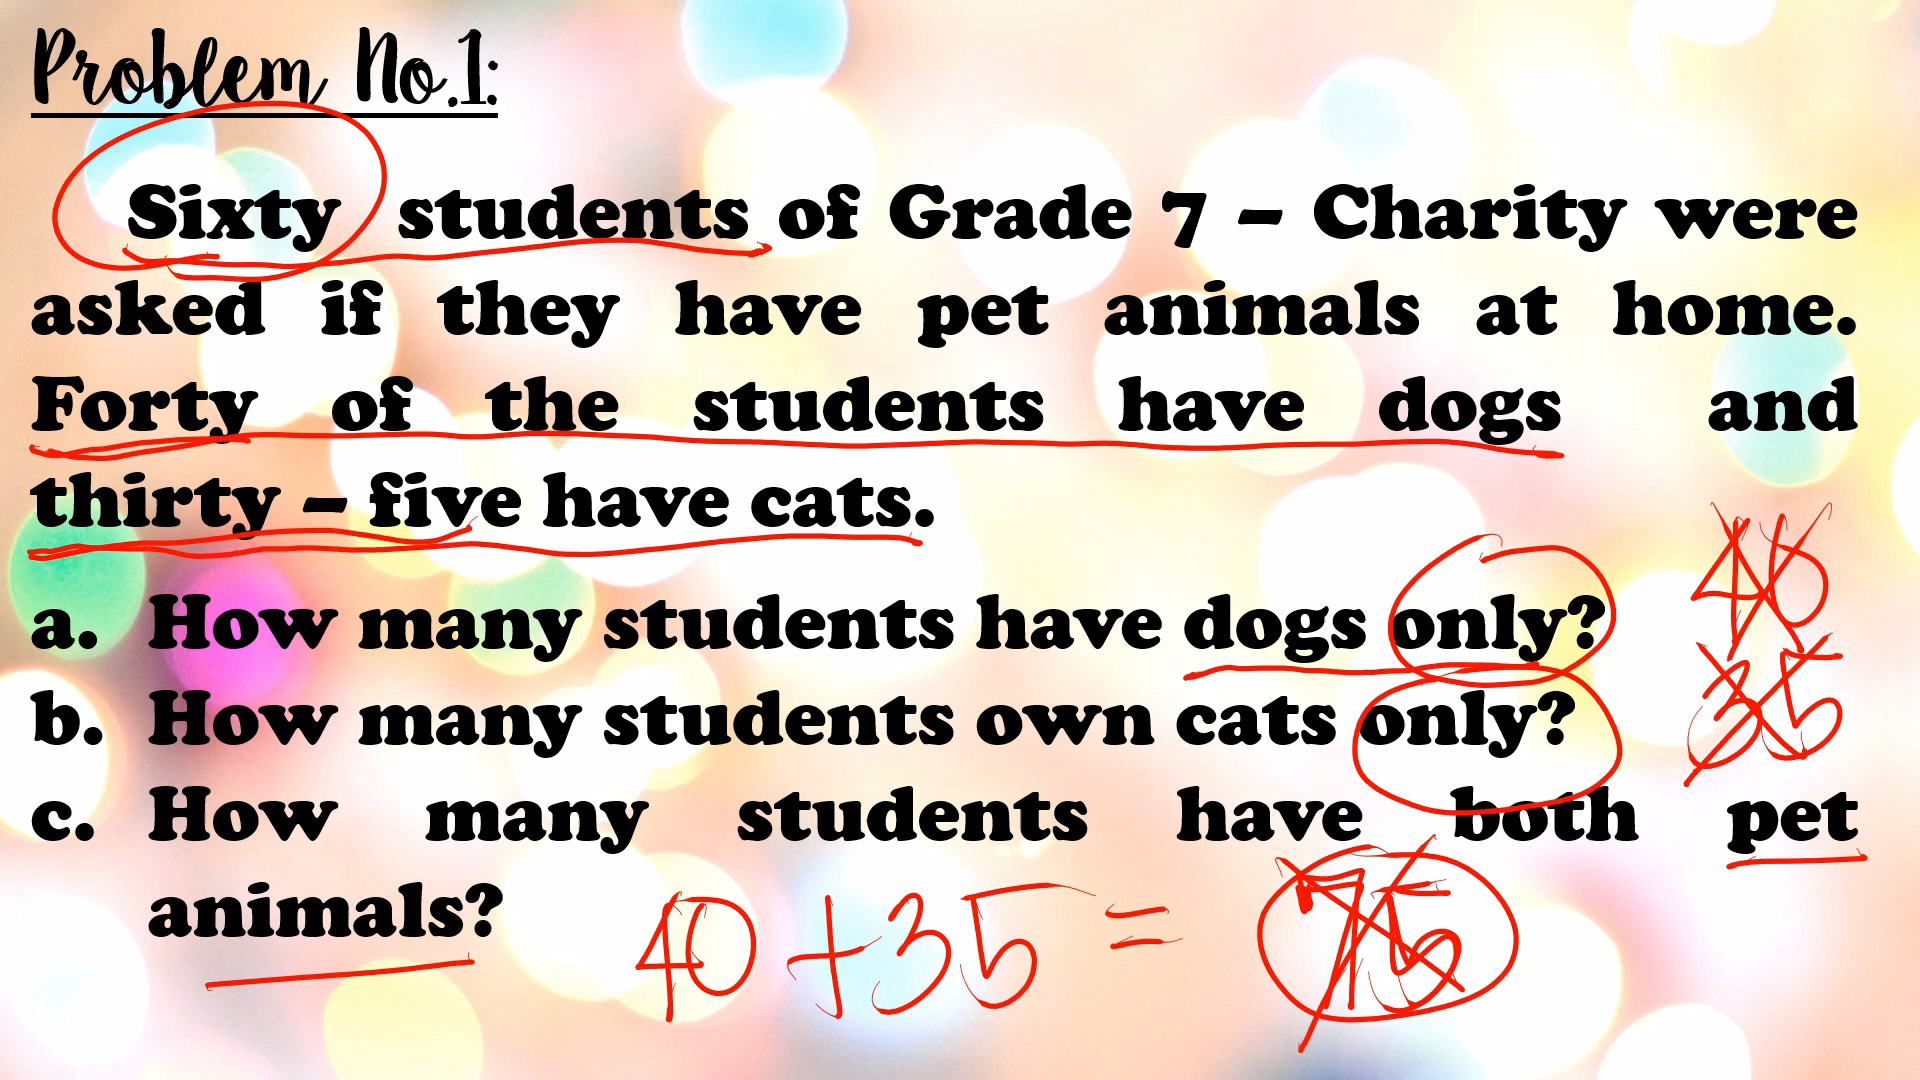 Problem No.1:
Sixty students of Grade 7 – Charity were
asked if they have pet animals at home.
Forty of the students have dogs and
thirty – five have cats.
a. How many students have dogs only?
40
b. How many students own cats only?
35
c. How many students have both pet
animals?
40 + 35 = 75